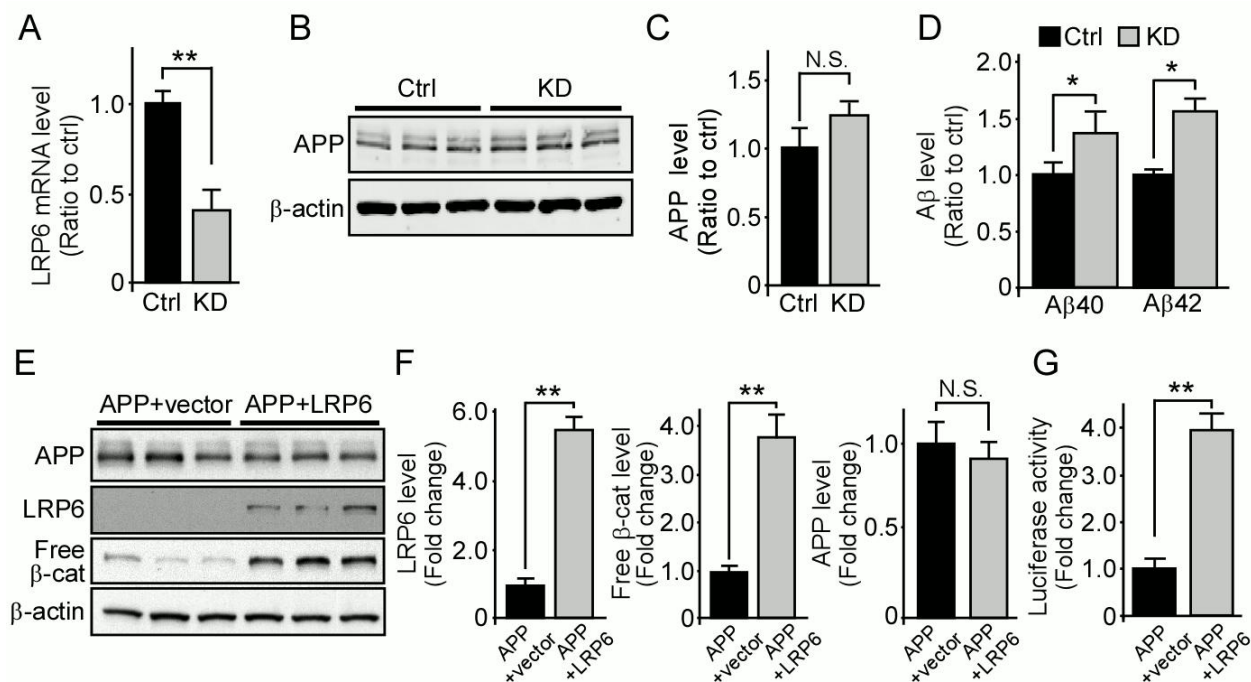 A
LRP6 mRNA level
(Ratio to ctrl)
1.0
0.5
0
**
Ctrl KD
B
Ctrl KD
APP
β-actin
C
APP level
(Ratio to ctrl)
1.5
1.0
0.5
0
N.S.
Ctrl KD
D
Ctrl KD
Aβ level
(Ratio to ctrl)
2.0
1.5
1.0
0.5
0
*
*
Aβ40 Aβ42
E
APP+vector APP+LRP6
APP
LRP6
Free
β-cat
β-actin
F
LRP6 level
(Fold change)
6.0
4.0
2.0
0
**
APP
+vector
APP
+LRP6
Free β-cat level
(Fold change)
4.0
3.0
2.0
1.0
0
**
APP
+vector
APP
+LRP6
APP level
(Fold change)
1.0
0.5
0
N.S.
APP
+vector
APP
+LRP6
G
Luciferase activity
(Fold change)
4.0
3.0
2.0
1.0
0
**
APP
+vector
APP
+LRP6